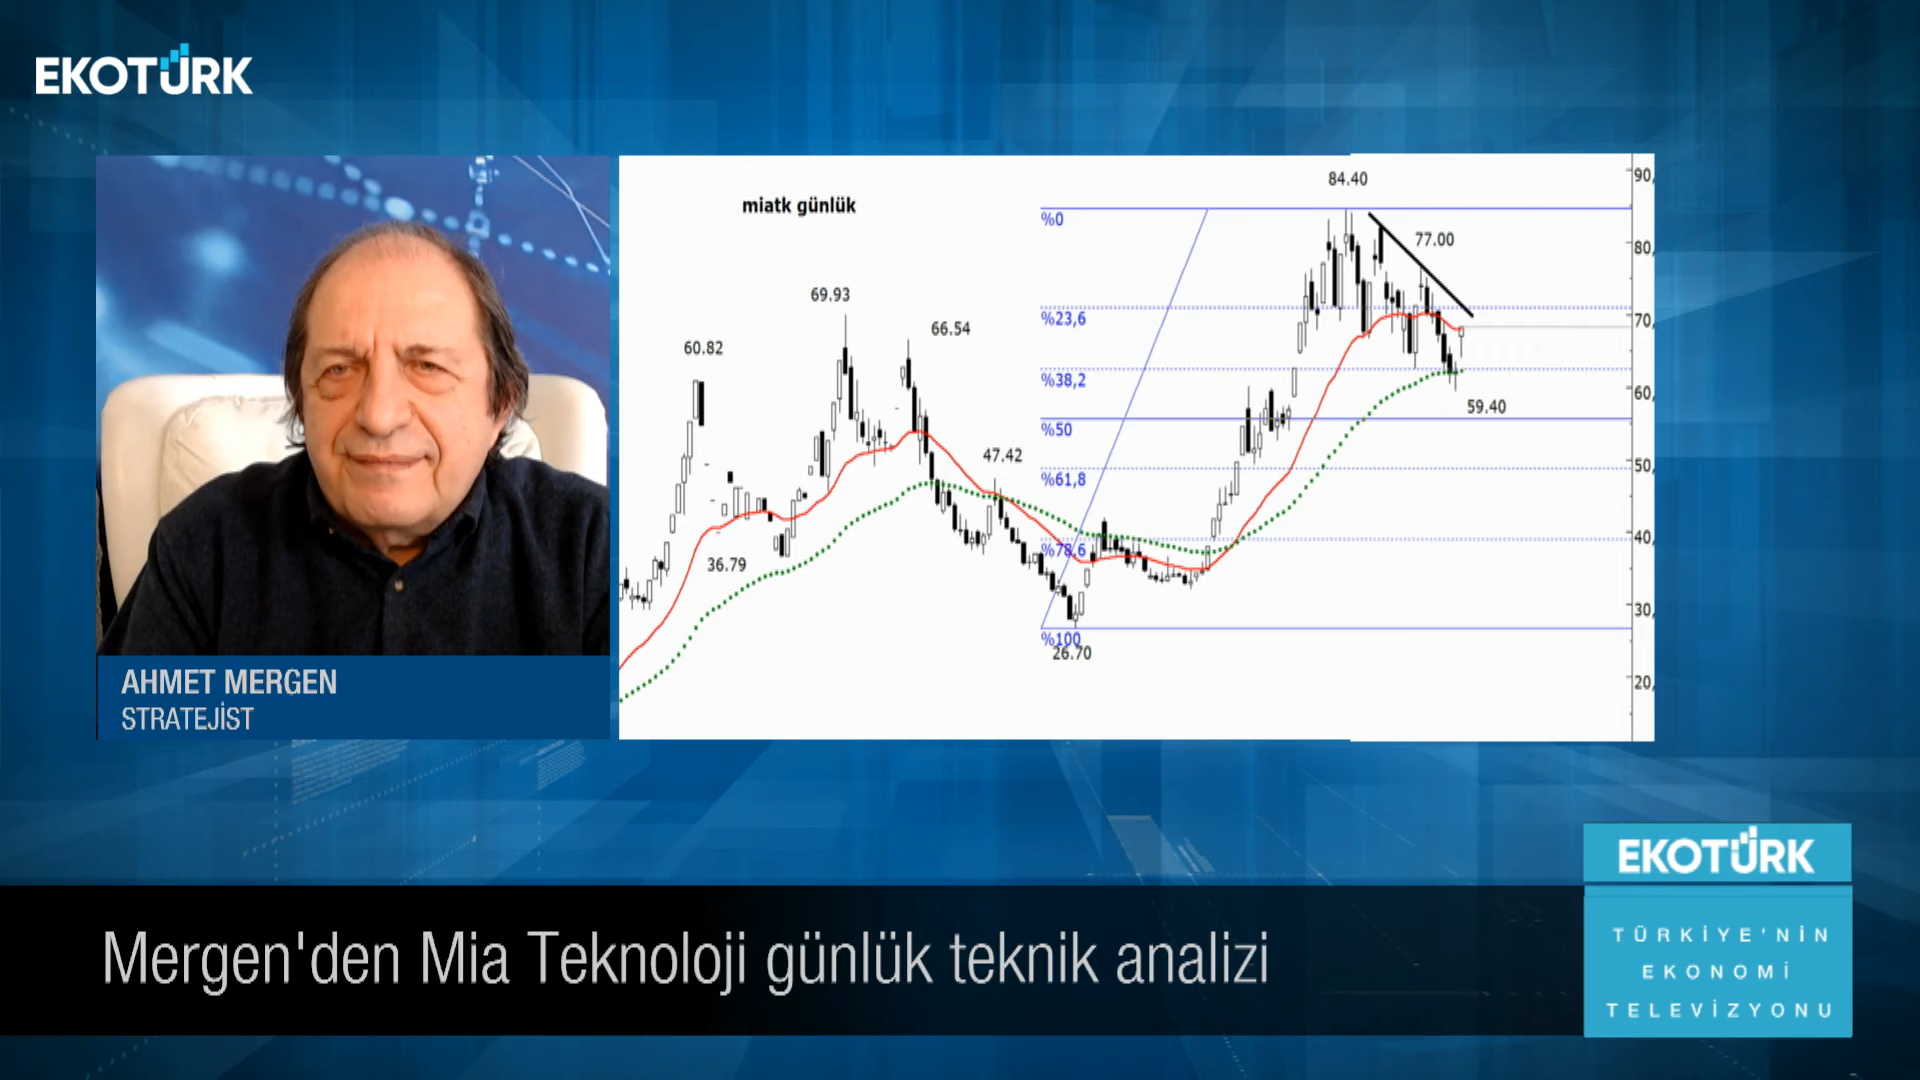 EKOTÜRK
miatk günlük
84.40
77.00
69.93
66.54
60.82
59.40
47.42
36.79
26.70
%0
%23,6
%38,2
%50
%61,8
%78,6
%100
90,
80,
70,
60,
50,
40,
30,
20,
AHMET MERGEN
STRATEJİST
Mergen'den Mia Teknoloji günlük teknik analizi
EKOTÜRK
TÜRKİYE'NİN
EKONOMİ
TELEVİZYONU